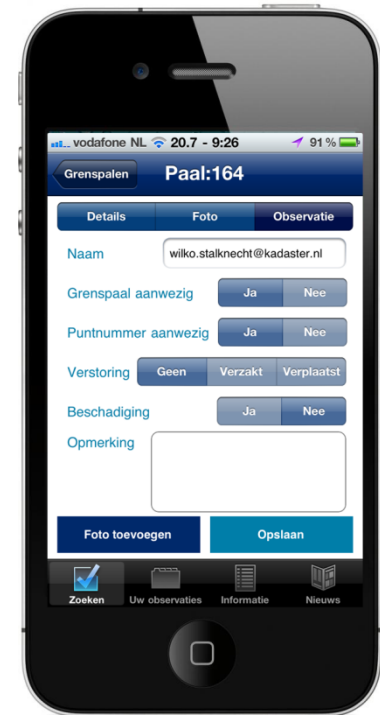 vodafone NL 20.7 - 9:26 91 %
Grenspalen Paal:164
Details Foto Observatie
Naam wilko.stalknecht@kadaster.nl
Grenspaal aanwezig Ja Nee
Puntnummer aanwezig Ja Nee
Verstoring Geen Verzakt Verplaatst
Beschadiging Ja Nee
Opmerking
Foto toevoegen Opslaan
Zoeken Uw observaties Informatie Nieuws